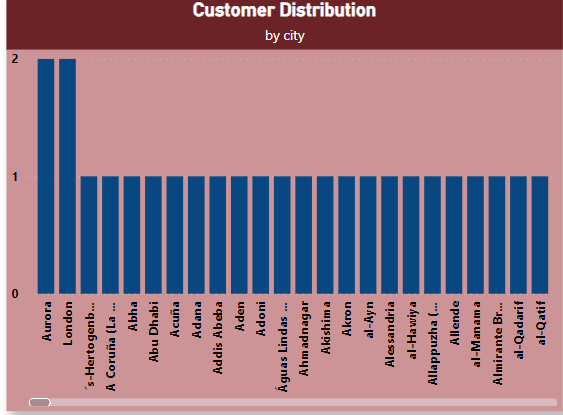 Customer Distribution
by city
2
1
0
Aurora
London
´s-Hertogenb...
A Coruña (La ...
Abha
Abu Dhabi
Acuña
Adana
Addis Abeba
Aden
Adoni
Águas Lindas ...
Ahmadnagar
Akishima
Akron
al-Ayn
Alessandria
al-Hawiya
Allappuzha (...
Allende
al-Manama
Almirante Br...
al-Qadarif
al-Qatif